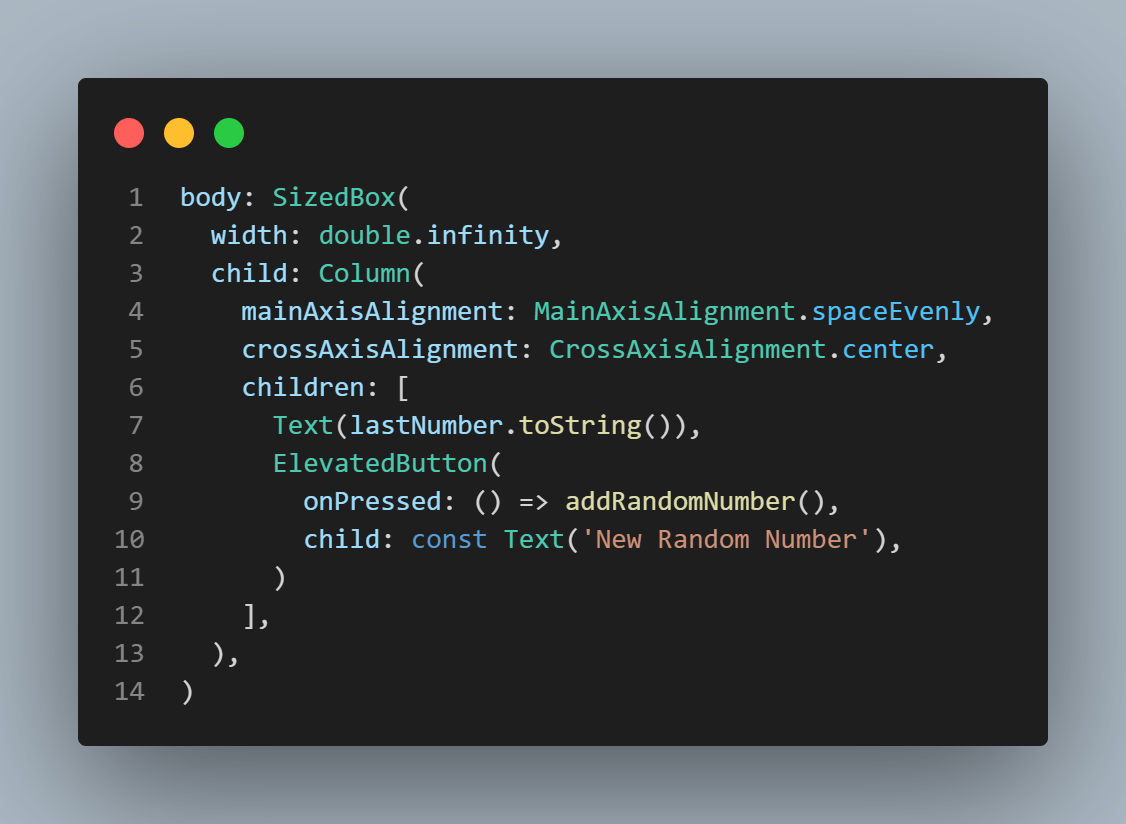 1 body: SizedBox(
2   width: double.infinity,
3   child: Column(
4     mainAxisAlignment: MainAxisAlignment.spaceEvenly,
5     crossAxisAlignment: CrossAxisAlignment.center,
6     children: [
7       Text(lastNumber.toString()),
8       ElevatedButton(
9         onPressed: () => addRandomNumber(),
10         child: const Text('New Random Number'),
11       )
12     ],
13   ),
14 )